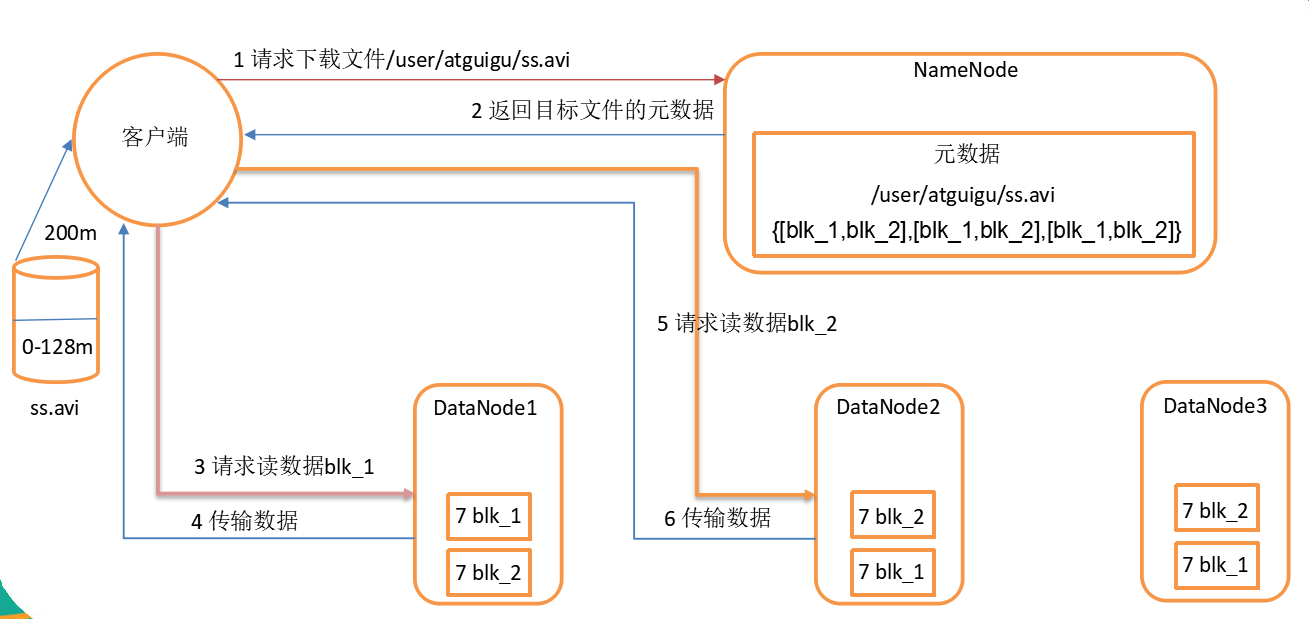 1 请求下载文件/user/atguigu/ss.avi
NameNode
2 返回目标文件的元数据
客户端
元数据
/user/atguigu/ss.avi
{[blk_1,blk_2],[blk_1,blk_2],[blk_1,blk_2]}
200m
0-128m
ss.avi
5 请求读数据blk_2
DataNode1
DataNode2
DataNode3
3 请求读数据blk_1
4 传输数据
6 传输数据
7 blk_1
7 blk_2
7 blk_2
7 blk_1
7 blk_2
7 blk_1